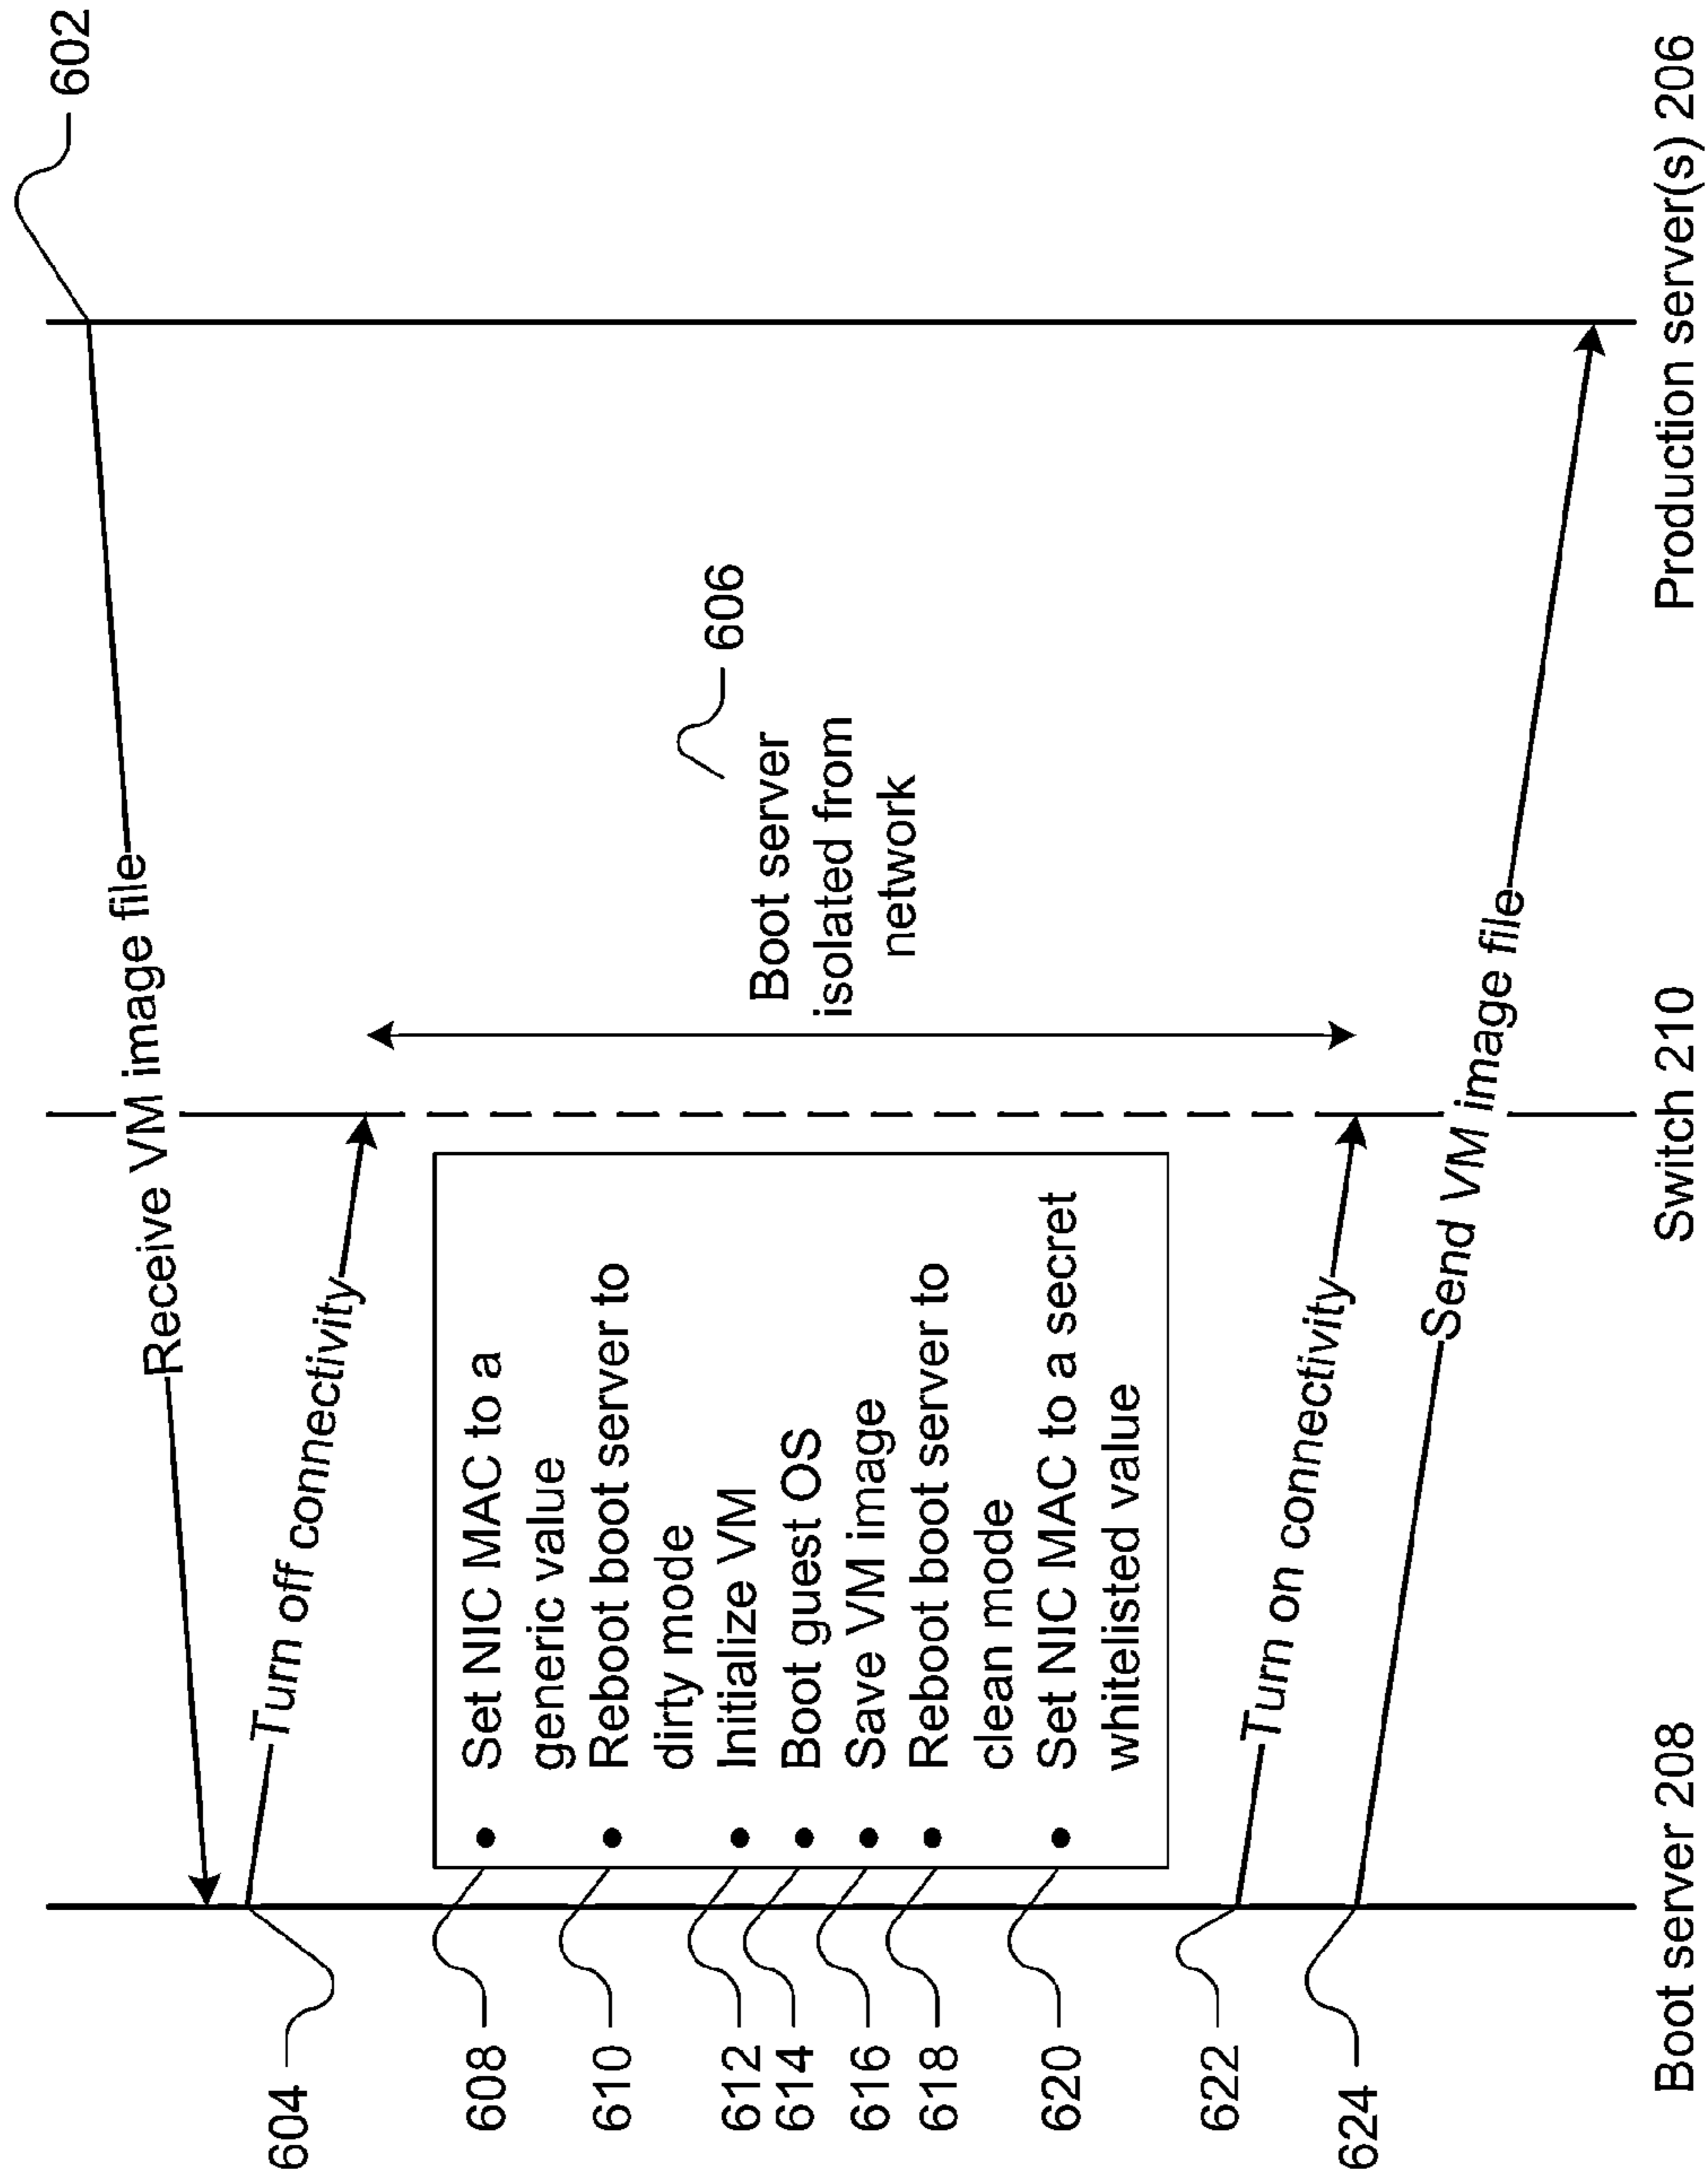 602
Receive VM image file
604
Turn off connectivity
606
Boot server
isolated from
network
608
Set NIC MAC to a
generic value
610
Reboot boot server to
dirty mode
612
Initialize VM
614
Boot guest OS
616
Save VM image
618
Reboot boot server to
clean mode
620
Set NIC MAC to a secret
whitelisted value
622
Turn on connectivity
624
Send VM image file
Boot server 208
Switch 210
Production server(s) 206